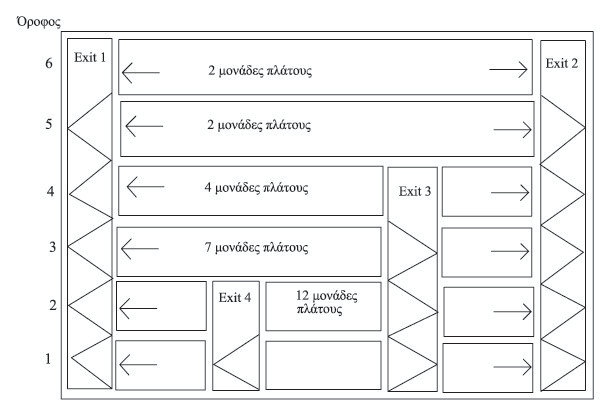 Όροφος
Exit 1
6
2 μονάδες πλάτους
Exit 2
5
2 μονάδες πλάτους
4
4 μονάδες πλάτους
Exit 3
3
7 μονάδες πλάτους
2
Exit 4
12 μονάδες
πλάτους
1